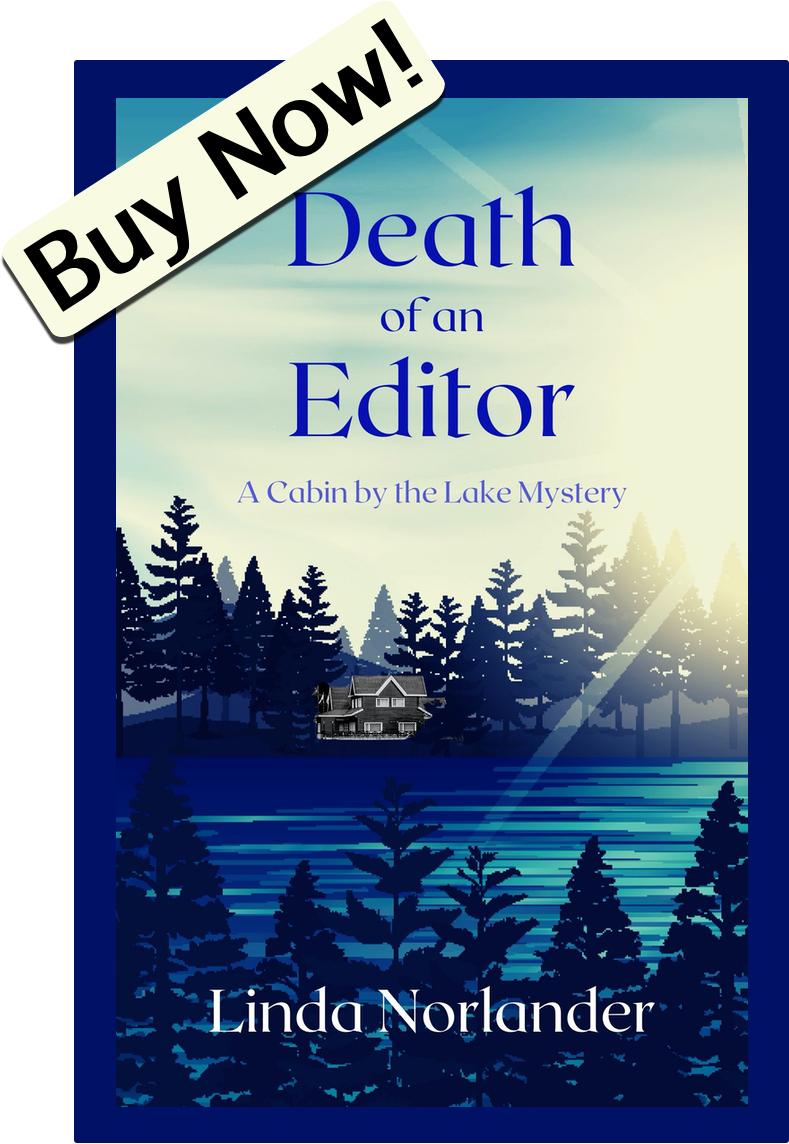 Buy Now!
Death
of an
Editor
A Cabin by the Lake Mystery
Linda Norlander